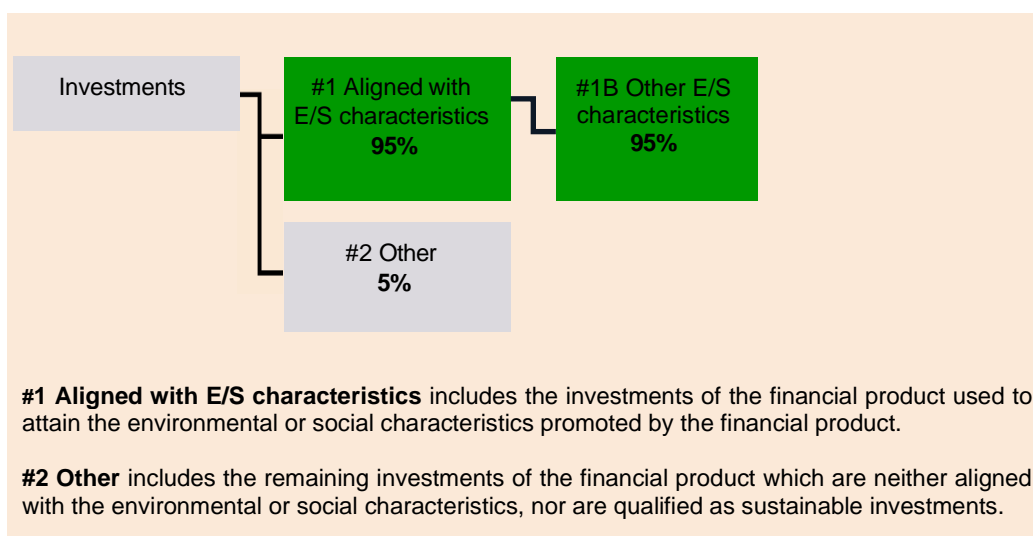 Investments
#1 Aligned with
E/S characteristics
95%
#1B Other E/S
characteristics
95%
#2 Other
5%
#1 Aligned with E/S characteristics includes the investments of the financial product used to
attain the environmental or social characteristics promoted by the financial product.
#2 Other includes the remaining investments of the financial product which are neither aligned
with the environmental or social characteristics, nor are qualified as sustainable investments.